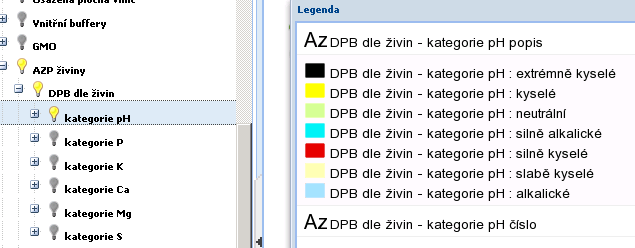 Osazená plocha vinic
Vnitřní buffery
GMO
AZP živiny
DPB dle živin
kategorie pH
kategorie P
kategorie K
kategorie Ca
kategorie Mg
kategorie S
Legenda
Az DPB dle živin - kategorie pH popis
DPB dle živin - kategorie pH : extrémně kyselé
DPB dle živin - kategorie pH : kyselé
DPB dle živin - kategorie pH : neutrální
DPB dle živin - kategorie pH : silně alkalické
DPB dle živin - kategorie pH : silně kyselé
DPB dle živin - kategorie pH : slabě kyselé
DPB dle živin - kategorie pH : alkalické
Az DPB dle živin - kategorie pH číslo